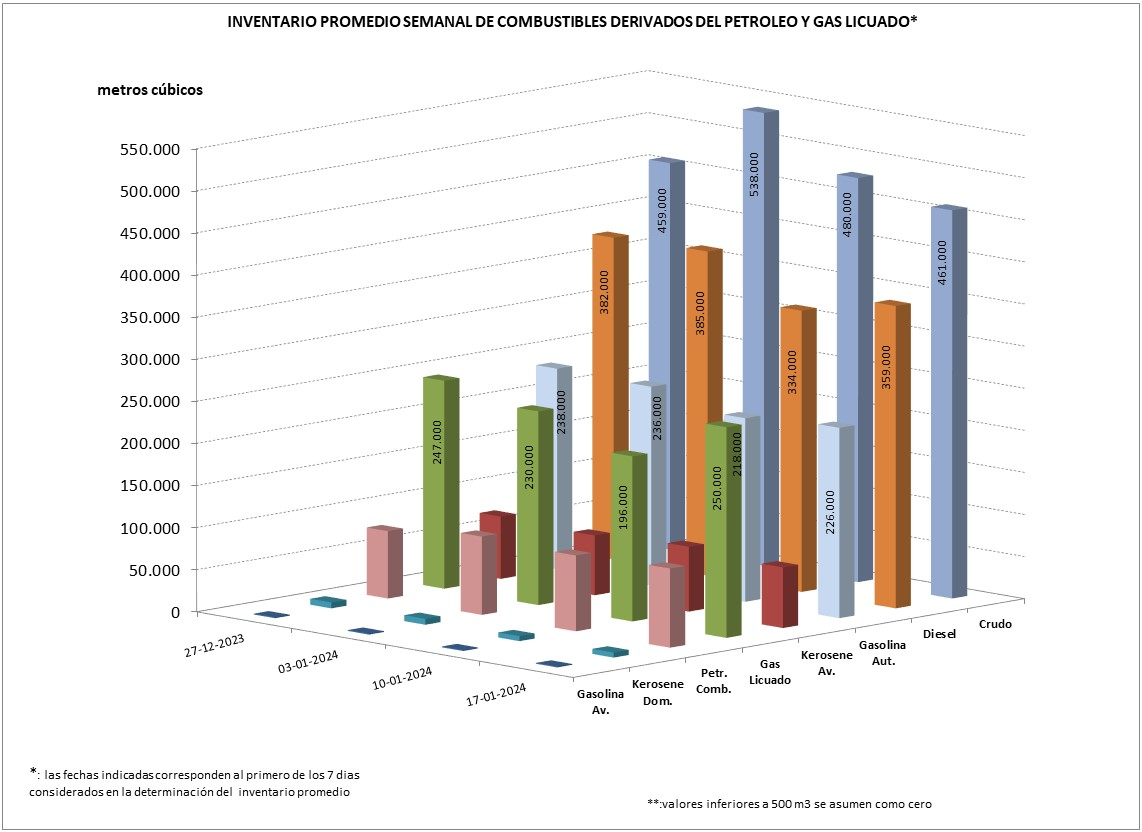 INVENTARIO PROMEDIO SEMANAL DE COMBUSTIBLES DERIVADOS DEL PETROLEO Y GAS LICUADO*
metros cúbicos
550.000
500.000
450.000
400.000
350.000
300.000
250.000
200.000
150.000
100.000
50.000
0
459.000
538.000
480.000
461.000
382.000
385.000
334.000
359.000
238.000
236.000
218.000
226.000
247.000
230.000
196.000
250.000
27-12-2023
03-01-2024
10-01-2024
17-01-2024
Gasolina
Av.
Kerosene
Dom.
Petr.
Comb.
Gas
Licuado
Kerosene
Av.
Gasolina
Aut.
Diesel
Crudo
*: las fechas indicadas corresponden al primero de los 7 dias
considerados en la determinación del inventario promedio
**:valores inferiores a 500 m3 se asumen como cero